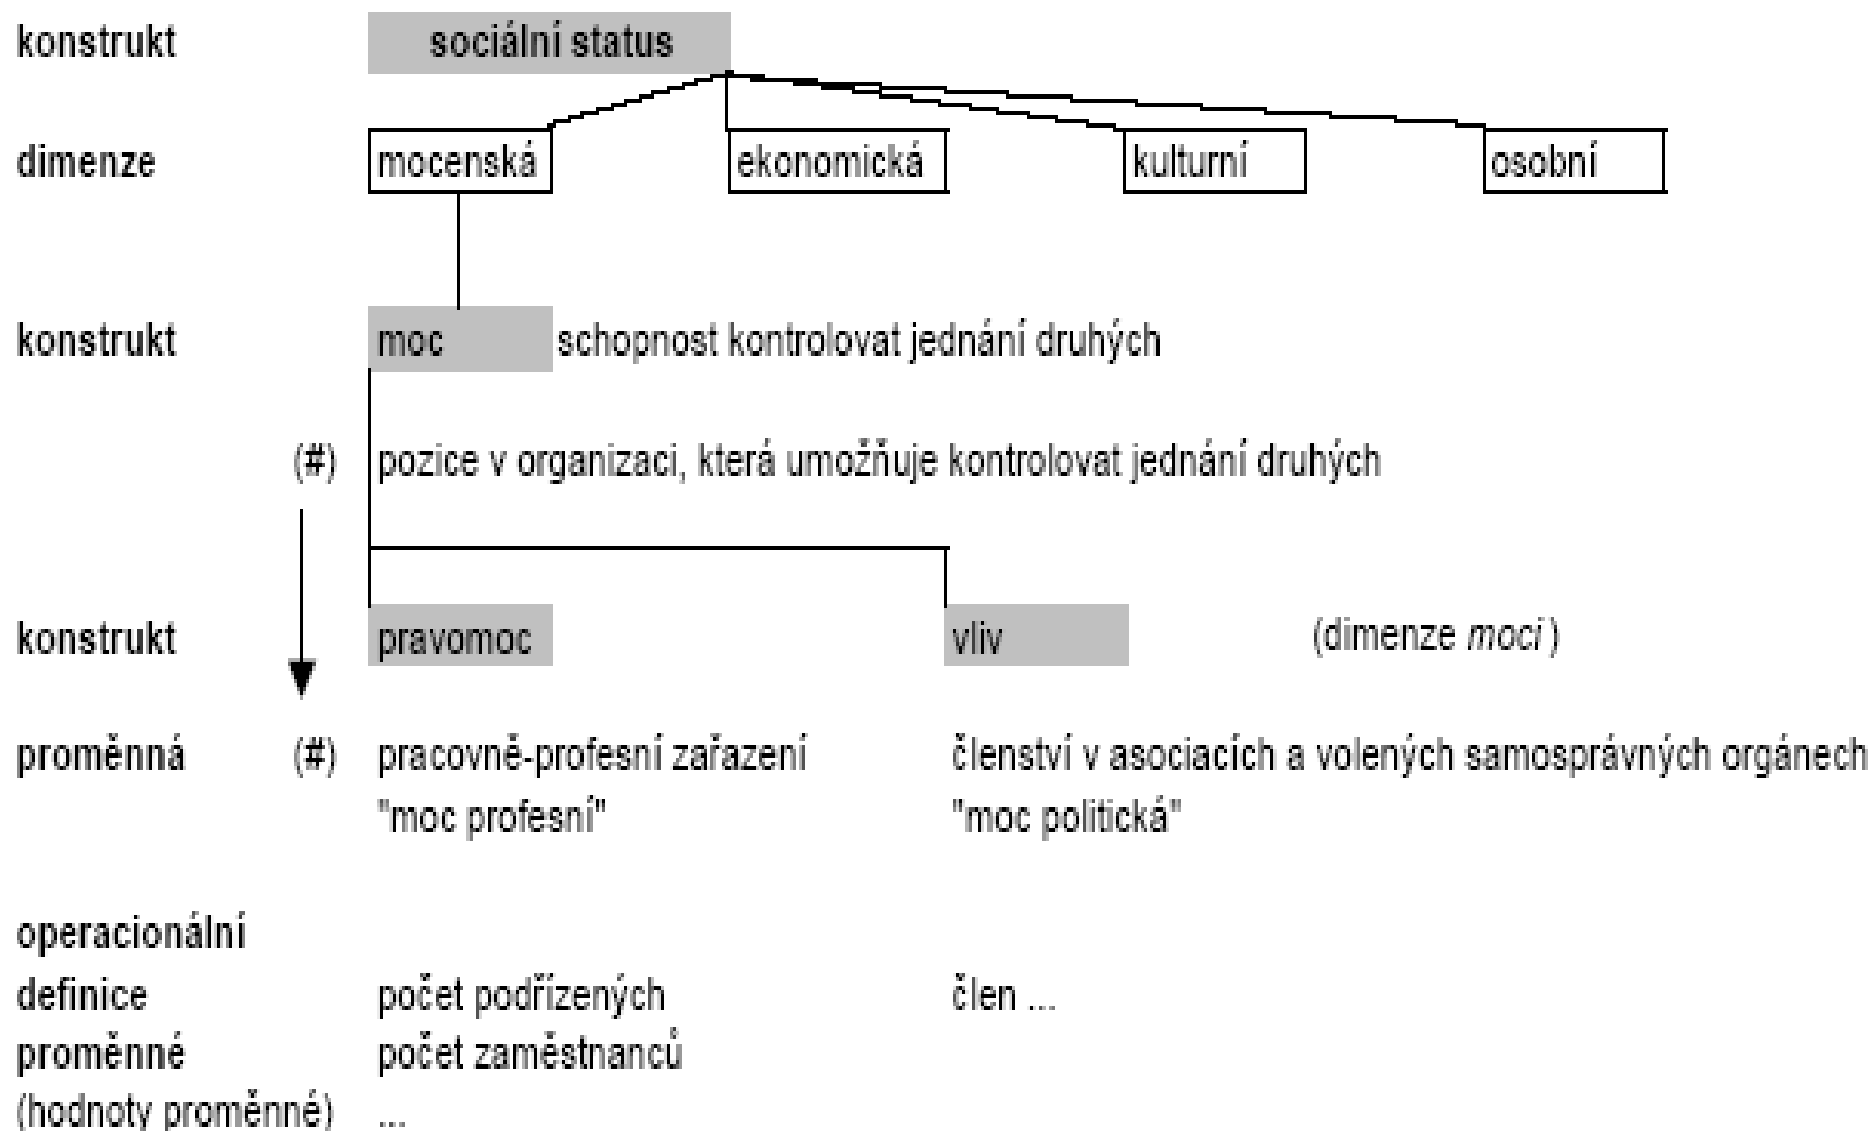 konstrukt sociální status
dimenze mocenská ekonomická kulturní osobní
konstrukt moc schopnost kontrolovat jednání druhých
(#) pozice v organizaci, která umožňuje kontrolovat jednání druhých
konstrukt pravomoc vliv (dimenze moci)
proměnná (#) pracovně-profesní zařazení členství v asociacích a volených samosprávných orgánech
"moc profesní" "moc politická"
operacionální
definice počet podřízených člen ...
proměnné počet zaměstnanců
(hodnoty proměnné) ...